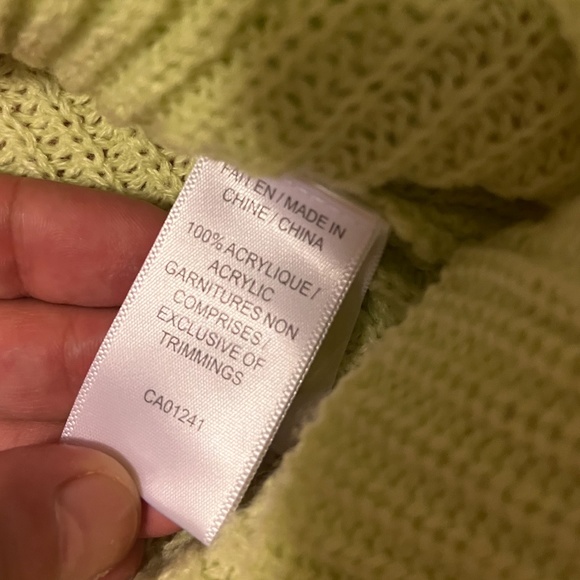 FAIT EN / MADE IN
CHINE / CHINA
100% ACRYLIQUE /
ACRYLIC
GARNITURES NON
COMPRISES /
EXCLUSIVE OF
TRIMMINGS
CA01241